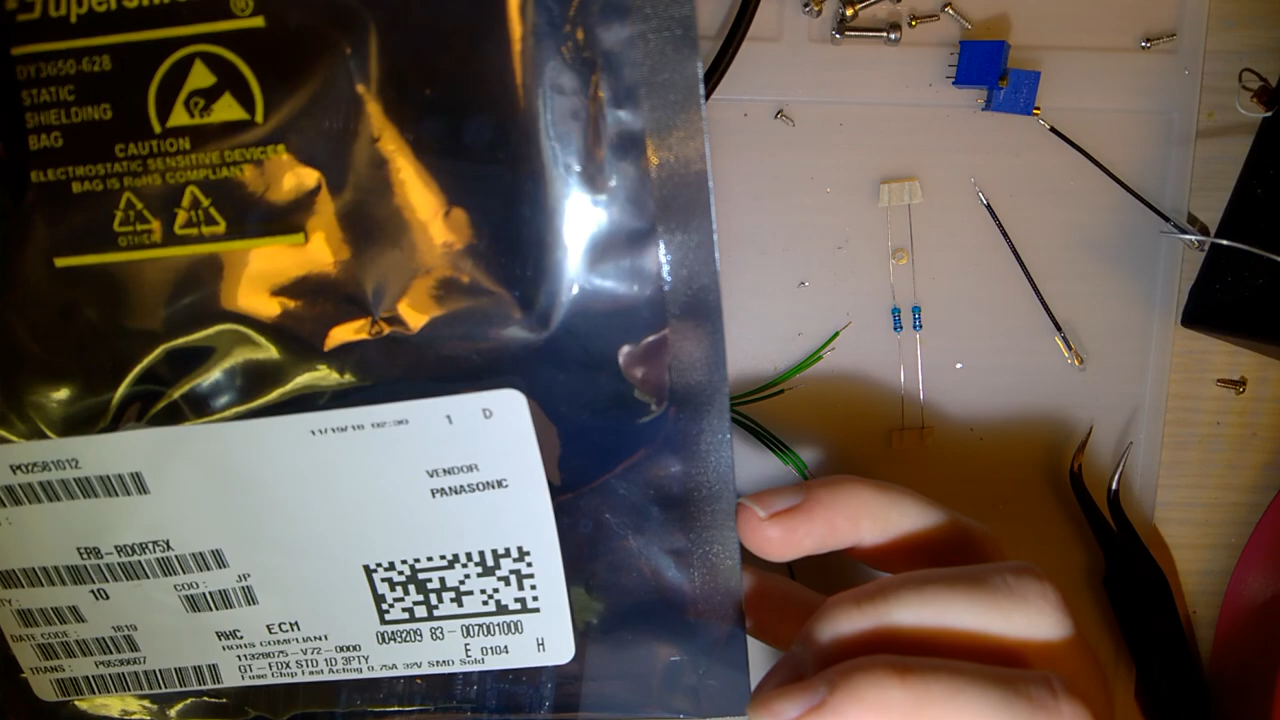 DY3650-628
STATIC
SHIELDING
BAG
CAUTION
ELECTROSTATIC SENSITIVE DEVICES
BAG IS RoHS COMPLIANT
7
OTHER
11/19/18 02:30 1 D
PO2581012
VENDOR
PANASONIC
ERB-RD0R75X
10
COO: JP
DATE CODE: 1819
RHC ECM
ROHS COMPLIANT
TRANS: P6538607
11328075-V72-0000
GT-FDX STD 1D 3PTY
Fuse Chip Fast Acting 0.75A 32V SMD Sold
0049209 83-007001000
E 0104 H